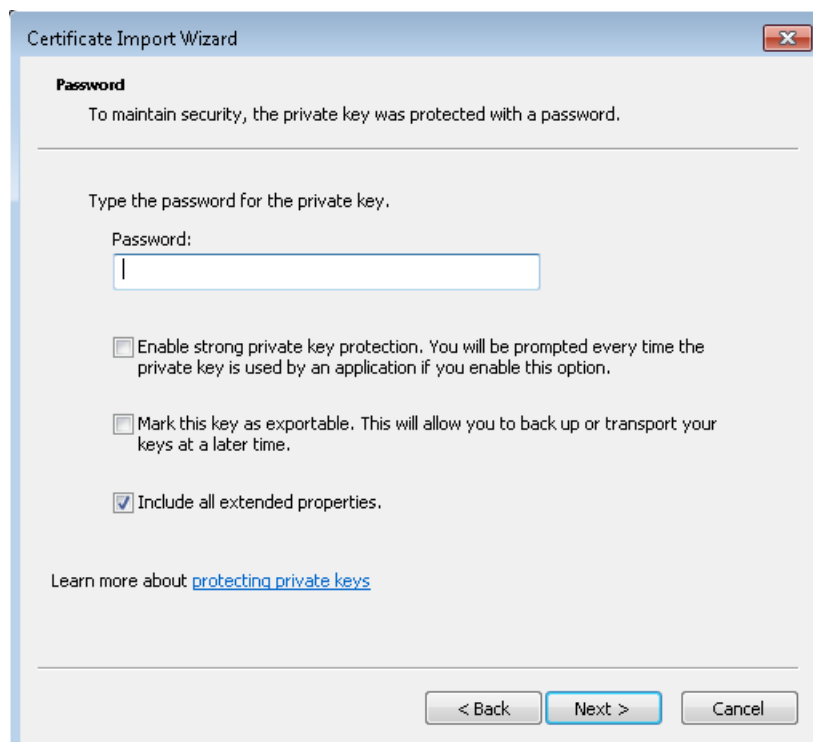 Certificate Import Wizard
Password
To maintain security, the private key was protected with a password.
Type the password for the private key.
Password:
Enable strong private key protection. You will be prompted every time the
private key is used by an application if you enable this option.
Mark this key as exportable. This will allow you to back up or transport your
keys at a later time.
Include all extended properties.
Learn more about protecting private keys
< Back Next > Cancel